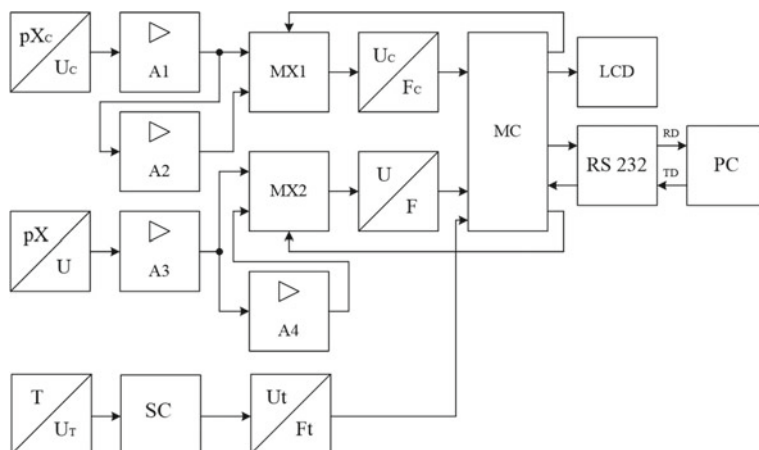 pXc
Uc
A1
MX1
Uc
Fc
MC
LCD
A2
RS 232
RD
TD
PC
MX2
U
F
pX
U
A3
A4
T
UT
SC
Ut
Ft